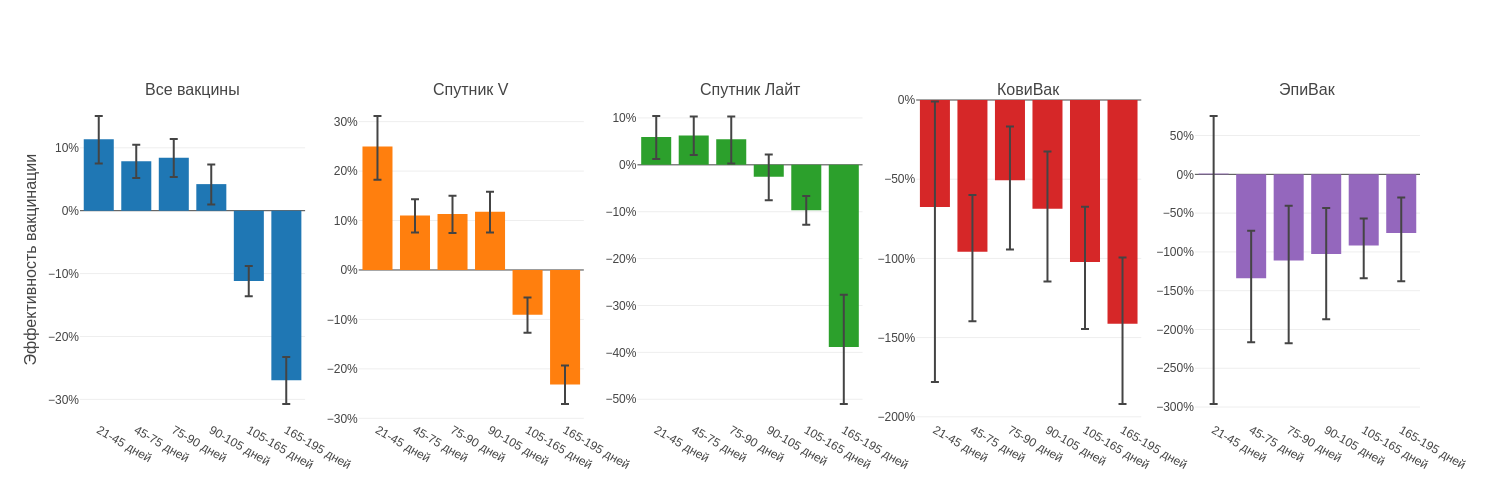 Все вакцины
Спутник V
Спутник Лайт
КовиВак
ЭпиВак
Эффективность вакцинации
10%
0%
−10%
−20%
−30%
21-45 дней
45-75 дней
75-90 дней
90-105 дней
105-165 дней
165-195 дней
30%
20%
10%
0%
−10%
−20%
−30%
21-45 дней
45-75 дней
75-90 дней
90-105 дней
105-165 дней
165-195 дней
10%
0%
−10%
−20%
−30%
−40%
−50%
21-45 дней
45-75 дней
75-90 дней
90-105 дней
105-165 дней
165-195 дней
0%
−50%
−100%
−150%
−200%
21-45 дней
45-75 дней
75-90 дней
90-105 дней
105-165 дней
165-195 дней
50%
0%
−50%
−100%
−150%
−200%
−250%
−300%
21-45 дней
45-75 дней
75-90 дней
90-105 дней
105-165 дней
165-195 дней